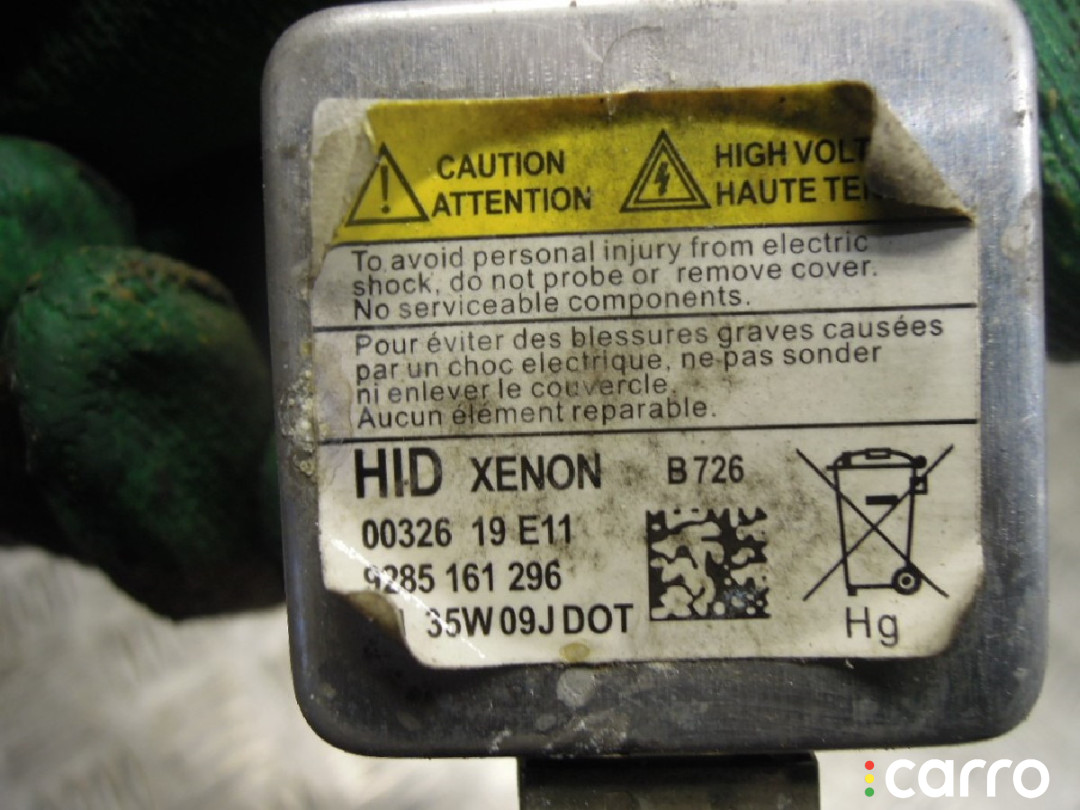 CAUTION
ATTENTION
HIGH VOLT
HAUTE TEN
To avoid personal injury from electric
shock, do not probe or remove cover.
No serviceable components.
Pour éviter des blessures graves causées
par un choc electrique, ne pas sonder
ni enlever le couvercle.
Aucun élément reparable.
HID XENON B726
00326 19 E11
9285 161 296
35W 09J DOT
Hg
carro